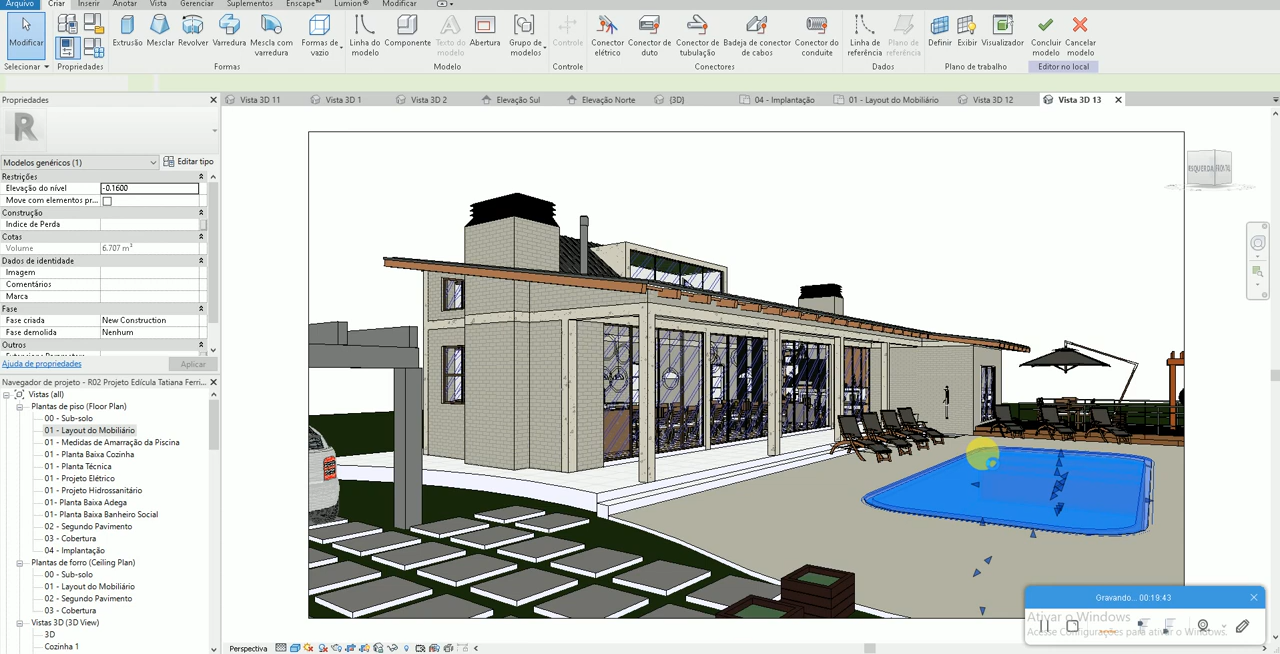 Arquivo Criar Inserir Anotar Vista Gerenciar Suplementos Enscape™ Lumion® Modificar
Modificar
Extrusão Mesclar Revolver Varredura Mescla com varredura Formas de vazio
Linha do modelo Componente Texto do modelo Abertura Grupo de modelos
Controle
Conector elétrico Conector de duto Conector de tubulação Badeja de conector de cabos Conector do conduite
Linha de referência Plano de referência
Definir Exibir Visualizador
Concluir modelo Cancelar modelo
Selecionar Propriedades Formas Modelo Controle Conectores Dados Plano de trabalho Editor no local
Propriedades
Vista 3D 11 Vista 3D 1 Vista 3D 2 Elevação Sul Elevação Norte {3D} 04 - Implantação 01 - Layout do Mobiliário Vista 3D 12 Vista 3D 13
R
Modelos genéricos (1) Editar tipo
Restrições
Elevação do nível -0.1600
Move com elementos pr...
Construção
Indice de Perda
Cotas
Volume 6.707 m³
Dados de identidade
Imagem
Comentários
Marca
Fase
Fase criada New Construction
Fase demolida Nenhum
Outros
Ajuda de propriedades Aplicar
Navegador de projeto - R02 Projeto Edícula Tatiana Ferri...
Vistas (all)
Plantas de piso (Floor Plan)
00 - Sub-solo
01 - Layout do Mobiliário
01 - Medidas de Amarração da Piscina
01 - Planta Baixa Cozinha
01 - Planta Técnica
01 - Projeto Elétrico
01 - Projeto Hidrossanitário
01- Planta Baixa Adega
01 - Planta Baixa Banheiro Social
02 - Segundo Pavimento
03 - Cobertura
04 - Implantação
Plantas de forro (Ceiling Plan)
00 - Sub-solo
01 - Layout do Mobiliário
02 - Segundo Pavimento
03 - Cobertura
Vistas 3D (3D View)
3D
Cozinha 1
ESQUERDA
Gravando... 00:19:43
Ativar o Windows
Acesse Configurações para ativar o Windows.
Perspectiva